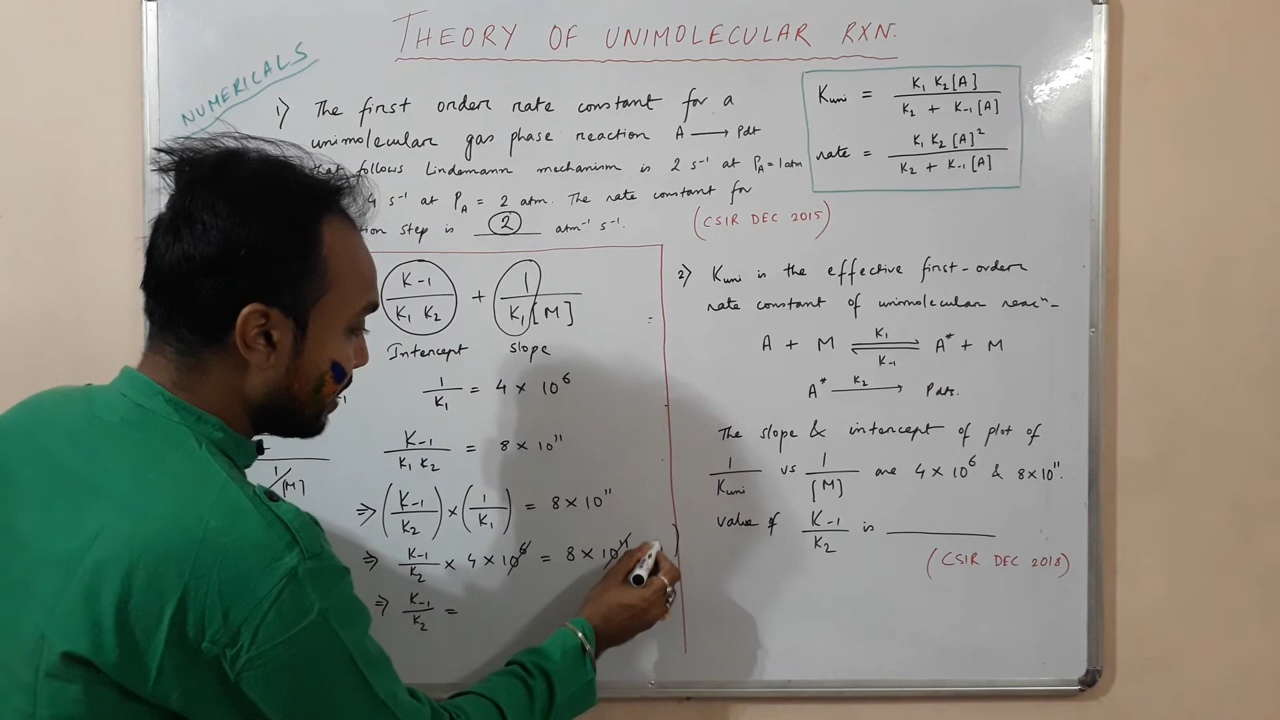 THEORY OF UNIMOLECULAR RXN.
NUMERICALS
1) The first order rate constant for a
unimolecular gas phase reaction A → Pdt
follows Lindemann mechanism is 2 s⁻¹ at P_A = 1 atm
4 s⁻¹ at P_A = 2 atm. The rate constant for
step is 2 atm⁻¹ s⁻¹.
(CSIR DEC 2015)
K_uni = K₁ K₂ [A] / K₂ + K₋₁ [A]
rate = K₁ K₂ [A]² / K₂ + K₋₁ [A]
K₋₁ / K₁ K₂ + 1 / K₁ [M]
Intercept slope
1 / K₁ = 4 × 10⁶
K₋₁ / K₁ K₂ = 8 × 10¹¹
1 / [M]
⇒ (K₋₁ / K₂) × (1 / K₁) = 8 × 10¹¹
⇒ K₋₁ / K₂ × 4 × 10⁶ = 8 × 10¹¹
⇒ K₋₁ / K₂ =
2) K_uni is the effective first-order
rate constant of unimolecular reacⁿ-
A + M ⇌ A* + M
K₁
K₋₁
A* → Pdts.
K₂
The slope & intercept of plot of
1 / K_uni vs 1 / [M] are 4 × 10⁶ & 8 × 10¹¹.
value of K₋₁ / K₂ is ______
(CSIR DEC 2018)